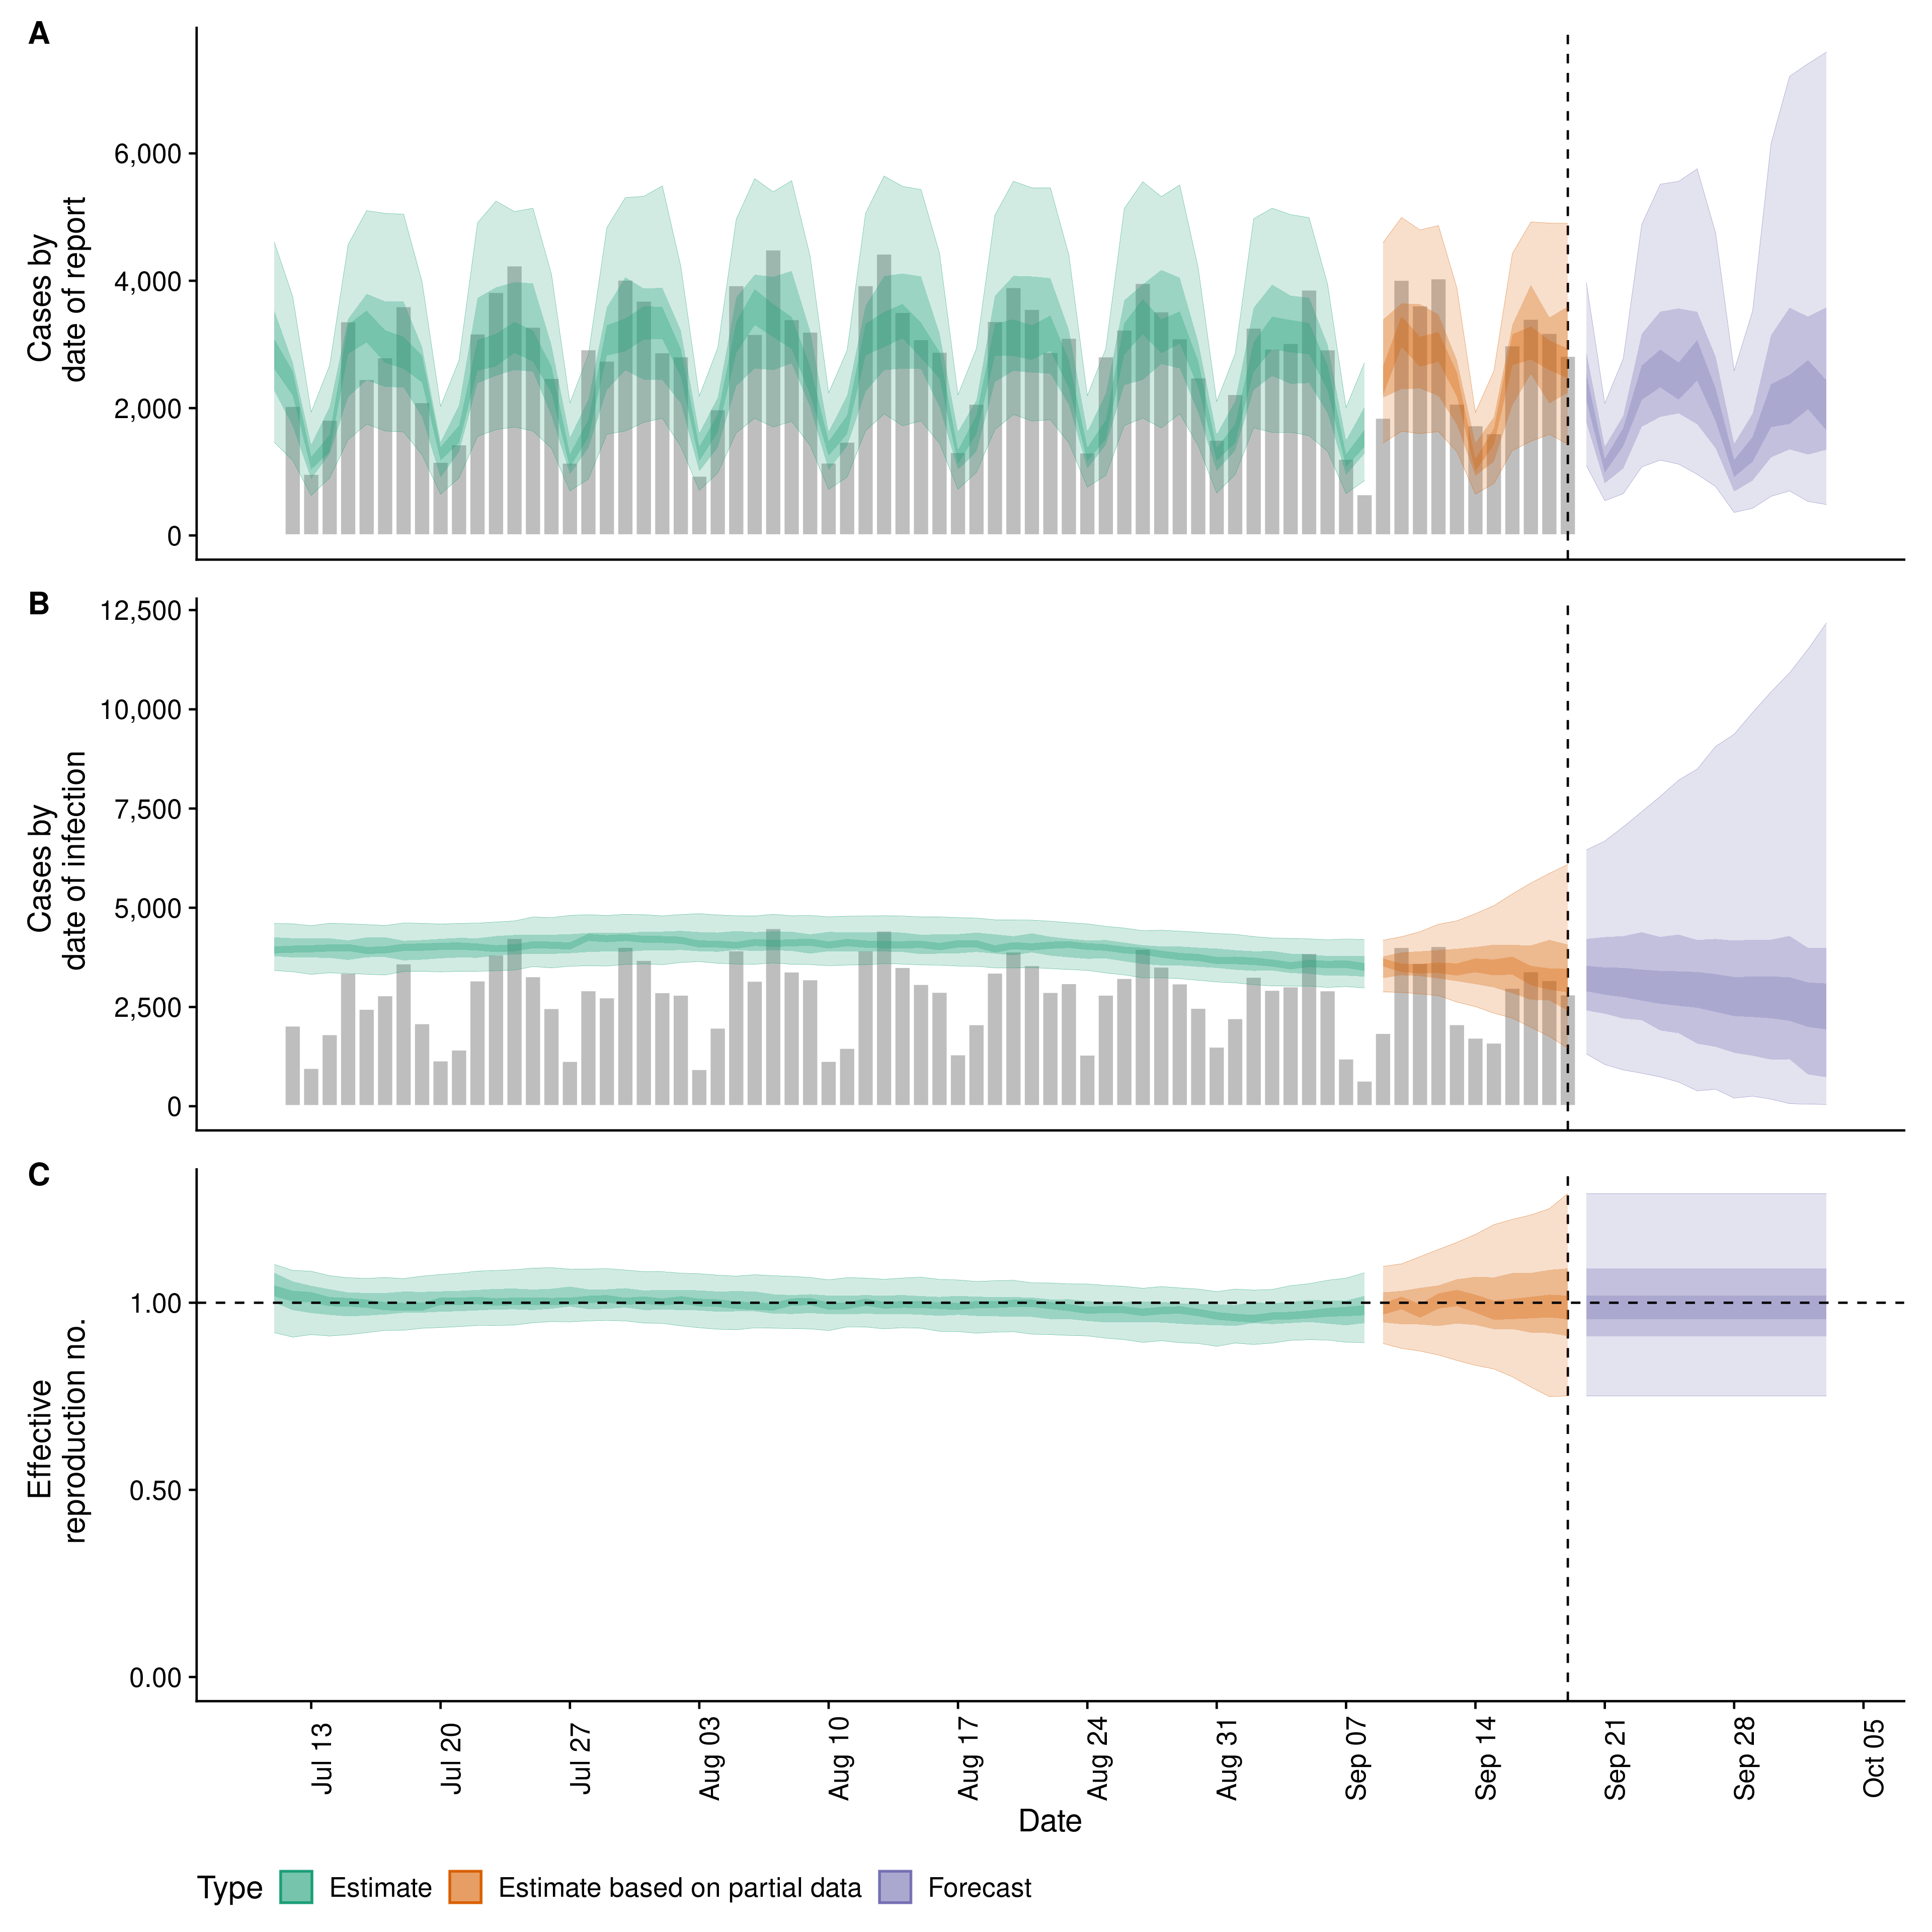 A
Cases by
date of report
6,000
4,000
2,000
0
B
Cases by
date of infection
12,500
10,000
7,500
5,000
2,500
0
C
Effective
reproduction no.
1.00
0.50
0.00
Jul 13
Jul 20
Jul 27
Aug 03
Aug 10
Aug 17
Aug 24
Aug 31
Sep 07
Sep 14
Sep 21
Sep 28
Oct 05
Date
Type
Estimate
Estimate based on partial data
Forecast